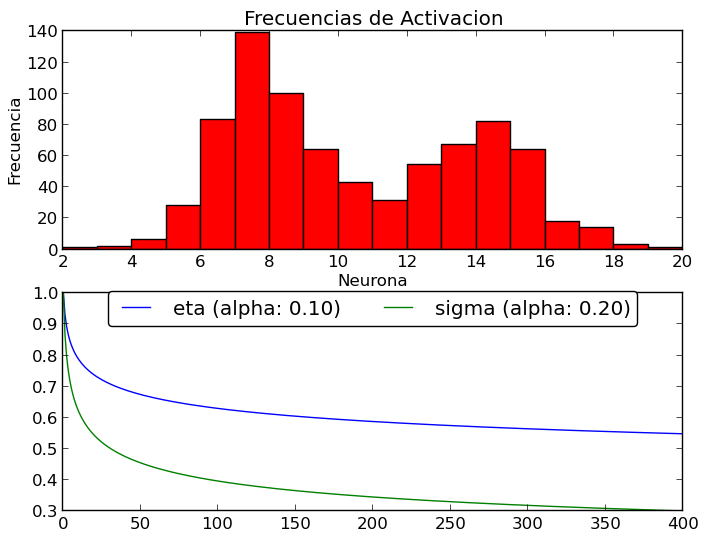 Frecuencias de Activacion
140
120
100
80
60
40
20
0
Frecuencia
2 4 6 8 10 12 14 16 18 20
Neurona
eta (alpha: 0.10) sigma (alpha: 0.20)
1.0
0.9
0.8
0.7
0.6
0.5
0.4
0.3
0 50 100 150 200 250 300 350 400